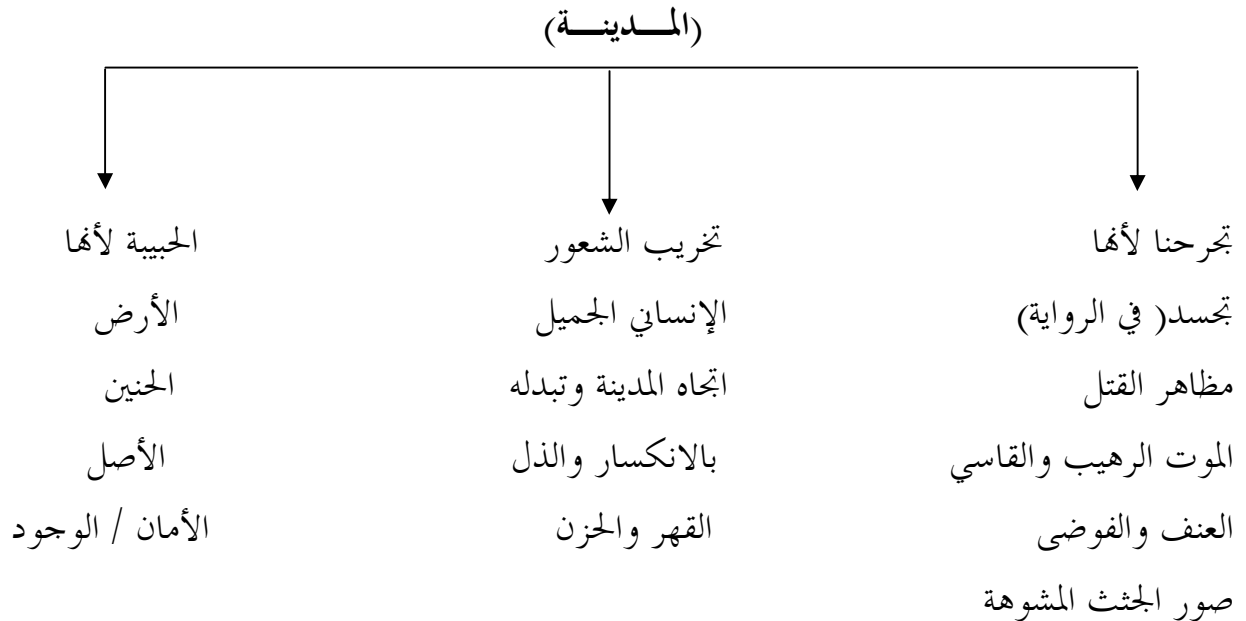 (المـــدينـــة)
تجرحنا لأنها
تجسد( في الرواية)
مظاهر القتل
الموت الرهيب والقاسي
العنف والفوضى
صور الجثث المشوهة
تخريب الشعور
الإنساني الجميل
اتجاه المدينة وتبدله
بالانكسار والذل
القهر والحزن
الحبيبة لأنها
الأرض
الحنين
الأصل
الأمان / الوجود